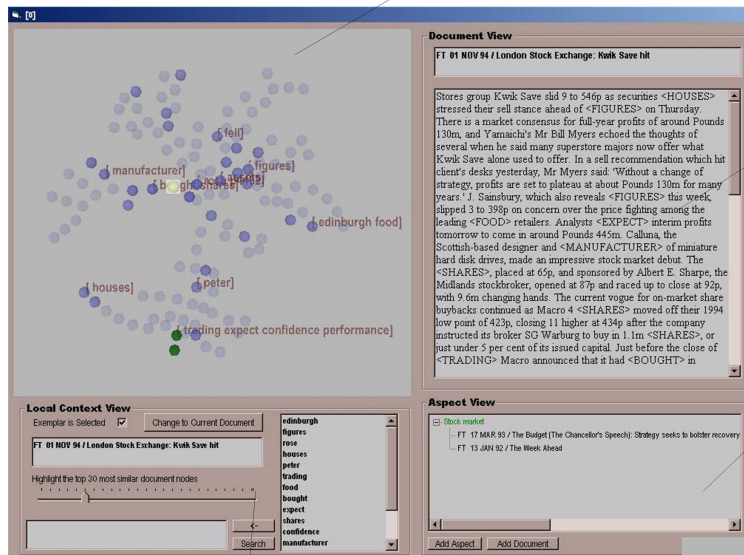 [0]
[ fell]
[ figures]
[ manufacturer]
[ edinburgh food]
[ houses]
[ peter]
[ trading expect confidence performance]
Document View
FT 01 NOV 94 / London Stock Exchange: Kwik Save hit
Stores group Kwik Save slid 9 to 546p as securities <HOUSES>
stressed their sell stance ahead of <FIGURES> on Thursday.
There is a market consensus for full-year profits of around Pounds
130m, and Yamaichi's Mr Bill Myers echoed the thoughts of
several when he said many superstore majors now offer what
Kwik Save alone used to offer. In a sell recommendation which hit
client's desks yesterday, Mr Myers said: 'Without a change of
strategy, profits are set to plateau at about Pounds 130m for many
years.' J. Sainsbury, which also reveals <FIGURES> this week,
slipped 3 to 398p on concern over the price fighting among the
leading <FOOD> retailers. Analysts <EXPECT> interim profits
tomorrow to come in around Pounds 445m. Calluna, the
Scottish-based designer and <MANUFACTURER> of miniature
hard disk drives, made an impressive stock market debut. The
<SHARES>, placed at 65p, and sponsored by Albert E. Sharpe, the
Midlands stockbroker, opened at 87p and raced up to close at 92p,
with 9.6m changing hands. The current vogue for on-market share
buybacks continued as Macro 4 <SHARES> moved off their 1994
low point of 423p, closing 11 higher at 434p after the company
instructed its broker SG Warburg to buy in 1.1m <SHARES>, or
just under 5 per cent of its issued capital. Just before the close of
<TRADING> Macro announced that it had <BOUGHT> in
Local Context View
Exemplar is Selected
Change to Current Document
FT 01 NOV 94 / London Stock Exchange: Kwik Save hit
Highlight the top 30 most similar document nodes
<-
Search
edinburgh
figures
rose
houses
peter
trading
food
bought
expect
shares
confidence
manufacturer
Aspect View
Stock market
FT 17 MAR 93 / The Budget (The Chancellor's Speech): Strategy seeks to bolster recovery
FT 13 JAN 92 / The Week Ahead
Add Aspect
Add Document